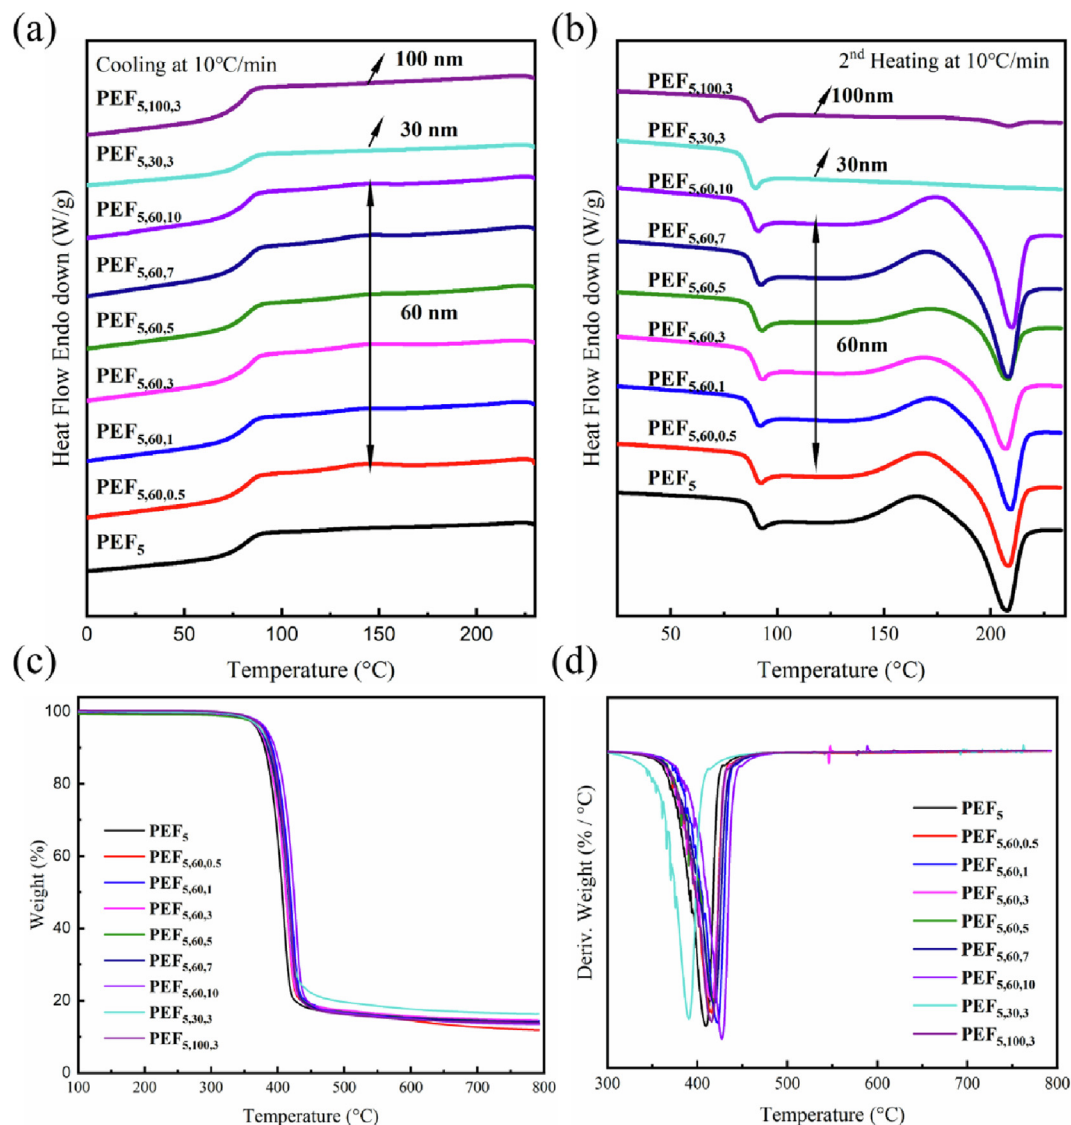 (a)
Cooling at 10°C/min
100 nm
PEF5,100,3
30 nm
PEF5,30,3
PEF5,60,10
PEF5,60,7
PEF5,60,5
60 nm
PEF5,60,3
PEF5,60,1
PEF5,60,0.5
PEF5
Heat Flow Endo down (W/g)
0 50 100 150 200
Temperature (°C)
(b)
2nd Heating at 10°C/min
PEF5,100,3
100nm
PEF5,30,3
30nm
PEF5,60,10
PEF5,60,7
PEF5,60,5
PEF5,60,3
60nm
PEF5,60,1
PEF5,60,0.5
PEF5
Heat Flow Endo down (W/g)
50 100 150 200
Temperature (°C)
(c)
100
80
60
40
20
0
Weight (%)
PEF5
PEF5,60,0.5
PEF5,60,1
PEF5,60,3
PEF5,60,5
PEF5,60,7
PEF5,60,10
PEF5,30,3
PEF5,100,3
100 200 300 400 500 600 700 800
Temperature (°C)
(d)
Deriv. Weight (% / °C)
PEF5
PEF5,60,0.5
PEF5,60,1
PEF5,60,3
PEF5,60,5
PEF5,60,7
PEF5,60,10
PEF5,30,3
PEF5,100,3
300 400 500 600 700 800
Temperature (°C)